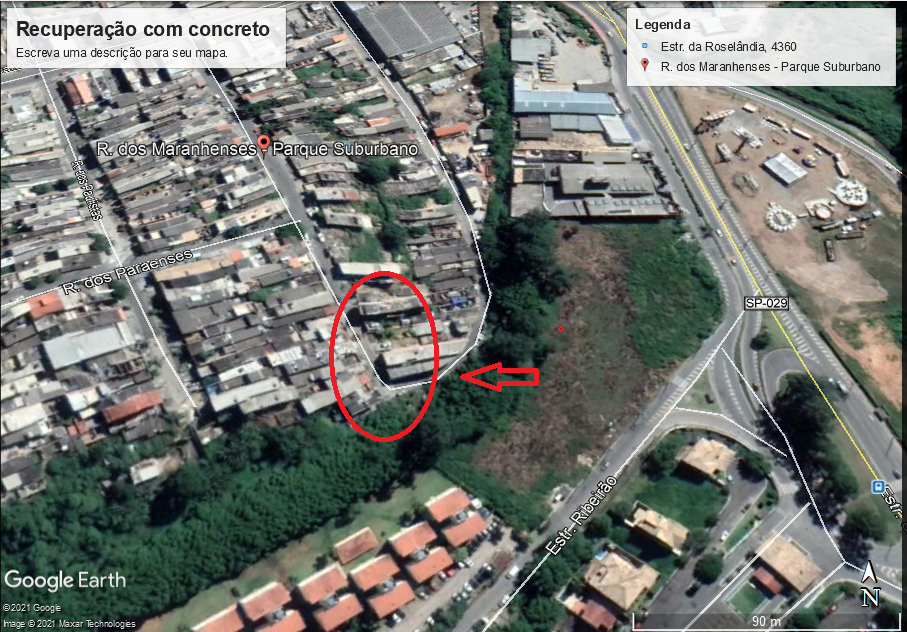 Recuperação com concreto
Escreva uma descrição para seu mapa.
Legenda
Estr. da Roselândia, 4360
R. dos Maranhenses - Parque Suburbano
R. dos Maranhenses - Parque Suburbano
R. dos Paulistas
R. dos Paraenses
SP-029
Estr. Ribeirão
Estr.
Google Earth
©2021 Google
Image © 2021 Maxar Technologies
N
90 m